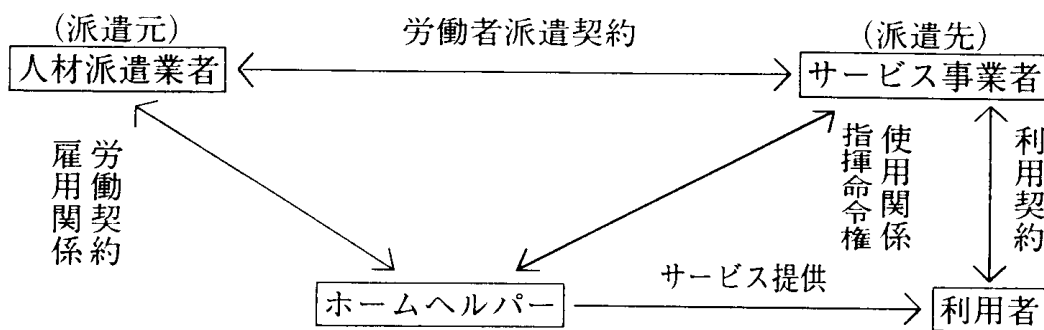 (派遣元)
労働者派遣契約
(派遣先)
人材派遣業者
サービス事業者
労働契約
雇用関係
使用関係
指揮命令権
利用契約
サービス提供
ホームヘルパー
利用者